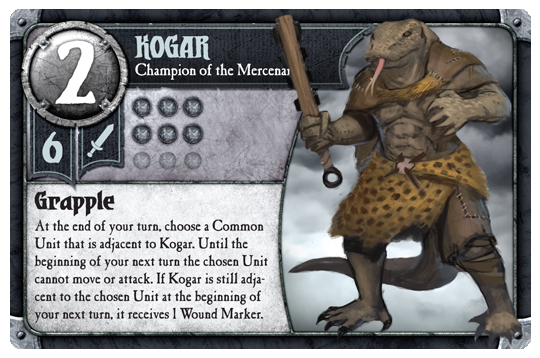 2
KOGAR
Champion of the
6
Grapple
At the end of your turn, choose a Common
Unit that is adjacent to Kogar. Until the
beginning of your next turn the chosen Unit
cannot move or attack. If Kogar is still adja-
cent to the chosen Unit at the beginning of
your next turn, it receives 1 Wound Marker.